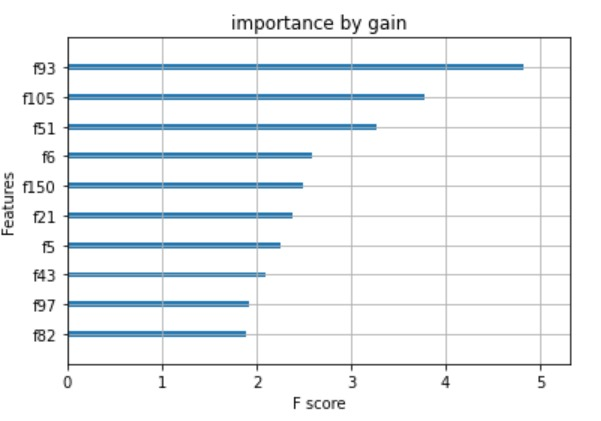 importance by gain
f93
f105
f51
f6
f150
f21
f5
f43
f97
f82
Features
0 1 2 3 4 5
F score